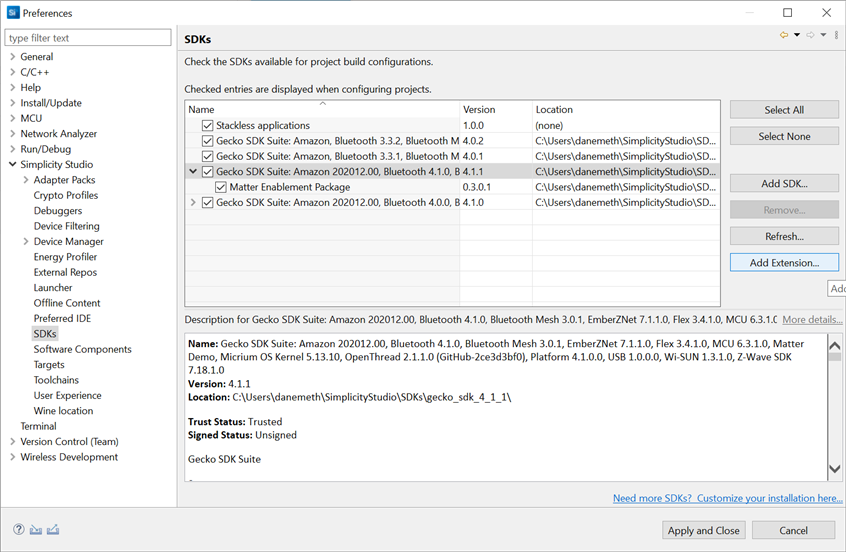 Si Preferences
type filter text
General
C/C++
Help
Install/Update
MCU
Network Analyzer
Run/Debug
Simplicity Studio
Adapter Packs
Crypto Profiles
Debuggers
Device Filtering
Device Manager
Energy Profiler
External Repos
Launcher
Offline Content
Preferred IDE
SDKs
Software Components
Targets
Toolchains
User Experience
Wine location
Terminal
Version Control (Team)
Wireless Development
SDKs
Check the SDKs available for project build configurations.
Checked entries are displayed when configuring projects.
Name Version Location
Stackless applications 1.0.0 (none)
Gecko SDK Suite: Amazon, Bluetooth 3.3.2, Bluetooth M 4.0.2 C:\Users\danemeth\SimplicityStudio\SD...
Gecko SDK Suite: Amazon, Bluetooth 3.3.1, Bluetooth M 4.0.1 C:\Users\danemeth\SimplicityStudio\SD...
Gecko SDK Suite: Amazon 202012.00, Bluetooth 4.1.0, B 4.1.1 C:\Users\danemeth\SimplicityStudio\SD...
Matter Enablement Package 0.3.0.1 C:\Users\danemeth\SimplicityStudio\SD...
Gecko SDK Suite: Amazon 202012.00, Bluetooth 4.0.0, B 4.1.0 C:\Users\danemeth\SimplicityStudio\SD...
Select All
Select None
Add SDK...
Remove...
Refresh...
Add Extension...
Add
Description for Gecko SDK Suite: Amazon 202012.00, Bluetooth 4.1.0, Bluetooth Mesh 3.0.1, EmberZNet 7.1.1.0, Flex 3.4.1.0, MCU 6.3.1.0 More details...
Name: Gecko SDK Suite: Amazon 202012.00, Bluetooth 4.1.0, Bluetooth Mesh 3.0.1, EmberZNet 7.1.1.0, Flex 3.4.1.0, MCU 6.3.1.0, Matter
Demo, Micrium OS Kernel 5.13.10, OpenThread 2.1.1.0 (GitHub-2ce3d3bf0), Platform 4.1.0.0, USB 1.0.0.0, Wi-SUN 1.3.1.0, Z-Wave SDK
7.18.1.0
Version: 4.1.1
Location: C:\Users\danemeth\SimplicityStudio\SDKs\gecko_sdk_4_1_1\
Trust Status: Trusted
Signed Status: Unsigned
Gecko SDK Suite
Need more SDKs? Customize your installation here...
Apply and Close
Cancel